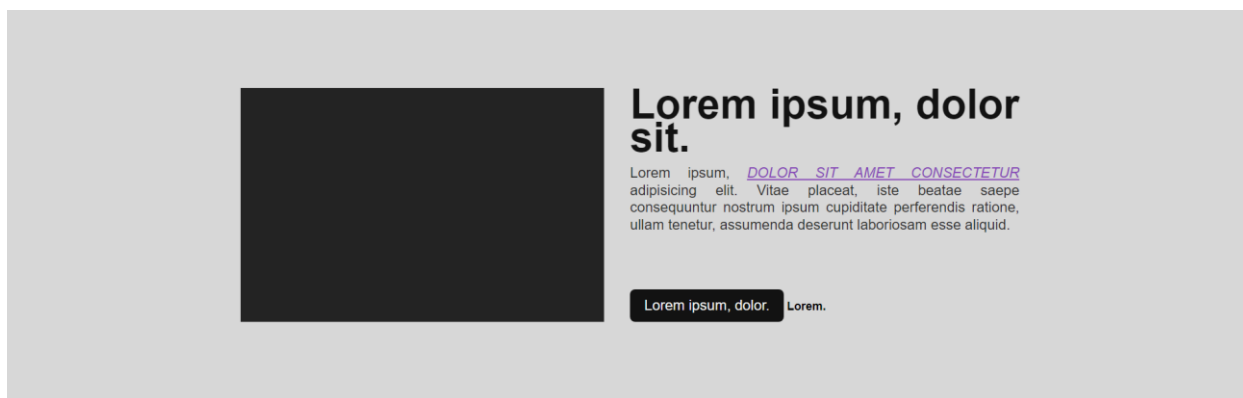 Lorem ipsum, dolor
sit.
Lorem ipsum, DOLOR SIT AMET CONSECTETUR
adipisicing elit. Vitae placeat, iste beatae saepe
consequuntur nostrum ipsum cupiditate perferendis ratione,
ullam tenetur, assumenda deserunt laboriosam esse aliquid.
Lorem ipsum, dolor. Lorem.